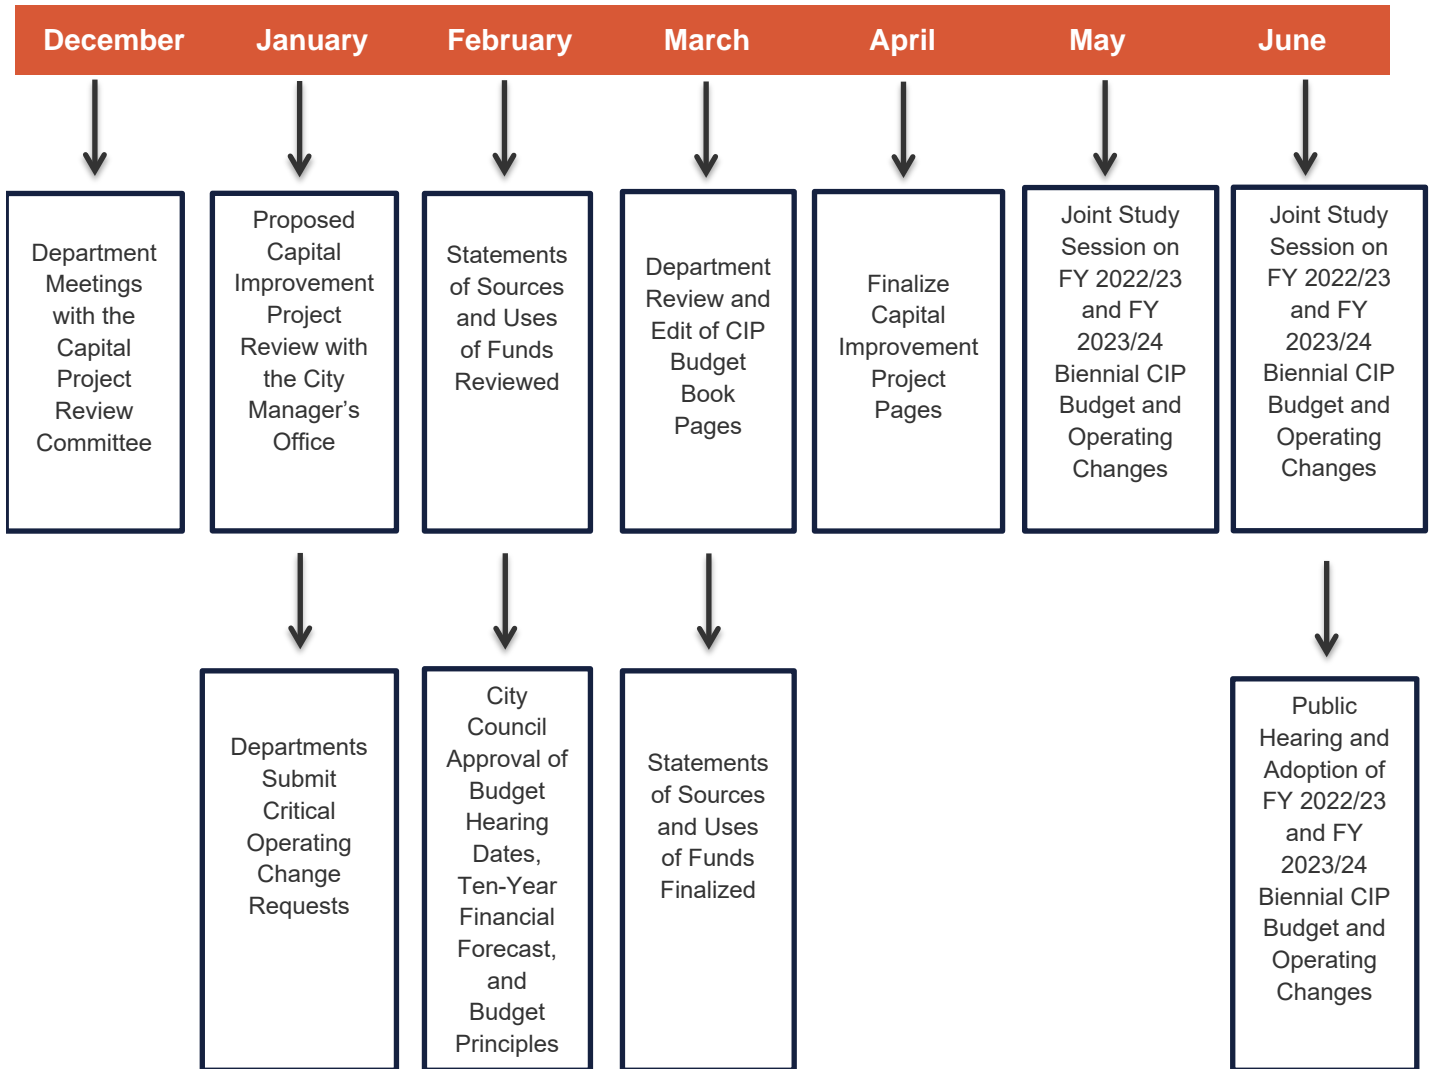 December January February March April May June
Department
Meetings
with the
Capital
Project
Review
Committee
Proposed
Capital
Improvement
Project
Review with
the City
Manager’s
Office
Statements
of Sources
and Uses
of Funds
Reviewed
Department
Review and
Edit of CIP
Budget
Book
Pages
Finalize
Capital
Improvement
Project
Pages
Joint Study
Session on
FY 2022/23
and FY
2023/24
Biennial CIP
Budget and
Operating
Changes
Joint Study
Session on
FY 2022/23
and FY
2023/24
Biennial CIP
Budget and
Operating
Changes
Departments
Submit
Critical
Operating
Change
Requests
City
Council
Approval of
Budget
Hearing
Dates,
Ten-Year
Financial
Forecast,
and
Budget
Principles
Statements
of Sources
and Uses
of Funds
Finalized
Public
Hearing and
Adoption of
FY 2022/23
and FY
2023/24
Biennial CIP
Budget and
Operating
Changes